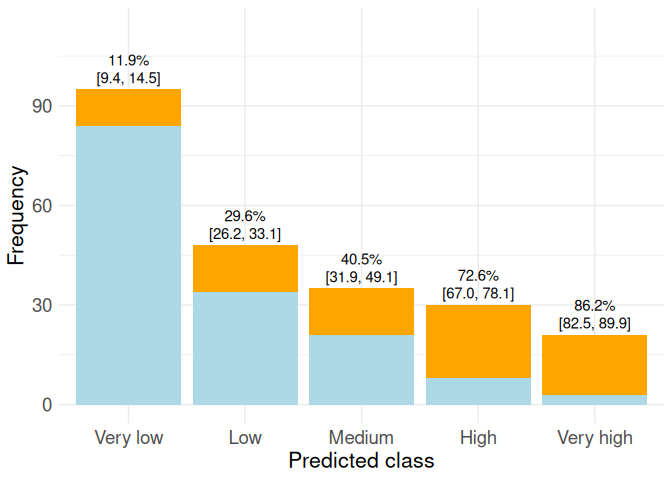 11.9%
[9.4, 14.5]
29.6%
[26.2, 33.1]
40.5%
[31.9, 49.1]
72.6%
[67.0, 78.1]
86.2%
[82.5, 89.9]
Frequency
90
60
30
0
Very low
Low
Medium
High
Very high
Predicted class